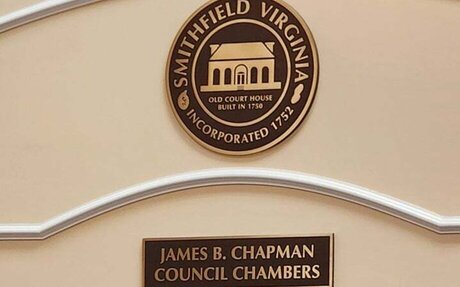 SMITHFIELD VIRGINIA
OLD COURT HOUSE
BUILT IN 1750
INCORPORATED 1752
JAMES B. CHAPMAN
COUNCIL CHAMBERS